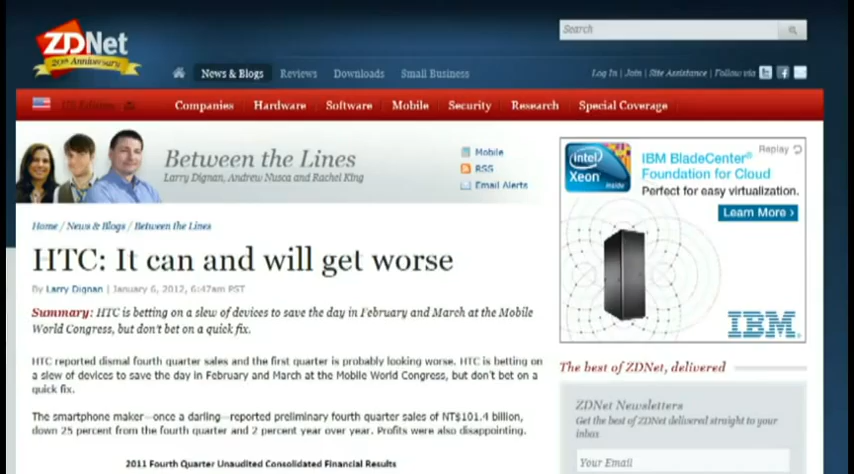 ZDNet
20th Anniversary
Search
News & Blogs
Reviews
Downloads
Small Business
Log In | Join | Site Assistance | Follow via
US Edition
Companies
Hardware
Software
Mobile
Security
Research
Special Coverage
Between the Lines
Larry Dignan, Andrew Nusca and Rachel King
Mobile
RSS
Email Alerts
Replay
intel
Xeon
inside
IBM BladeCenter®
Foundation for Cloud
Perfect for easy virtualization.
Learn More ›
IBM.
Home / News & Blogs / Between the Lines
HTC: It can and will get worse
By Larry Dignan | January 6, 2012, 6:47am PST
Summary: HTC is betting on a slew of devices to save the day in February and March at the Mobile
World Congress, but don't bet on a quick fix.
HTC reported dismal fourth quarter sales and the first quarter is probably looking worse. HTC is betting on
a slew of devices to save the day in February and March at the Mobile World Congress, but don't bet on a
quick fix.
The smartphone maker—once a darling—reported preliminary fourth quarter sales of NT$101.4 billion,
down 25 percent from the fourth quarter and 2 percent year over year. Profits were also disappointing.
2011 Fourth Quarter Unaudited Consolidated Financial Results
The best of ZDNet, delivered
ZDNet Newsletters
Get the best of ZDNet delivered straight to your
inbox
Your Email